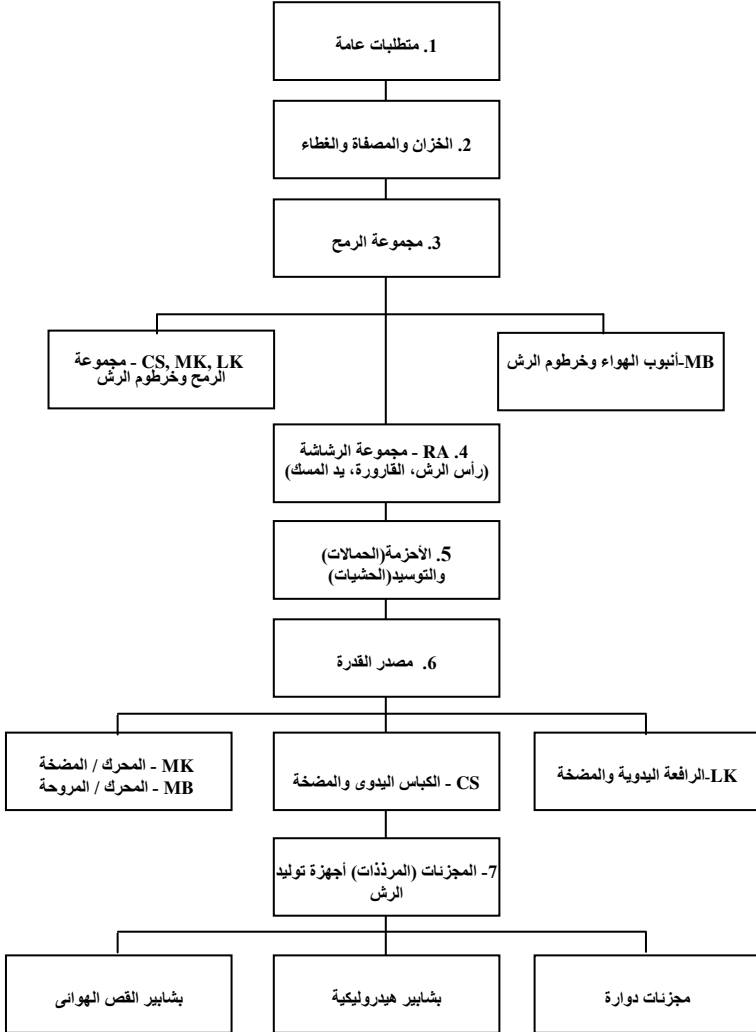 1. متطلبات عامة
2. الخزان والمصفاة والغطاء
3. مجموعة الرمح
MB-أنبوب الهواء وخرطوم الرش
CS, MK, LK - مجموعة
الرمح وخرطوم الرش
4. RA - مجموعة الرشاشة
(رأس الرش، القارورة، يد المسك)
5. الأحزمة(الحمالات)
والتوسيد(الحشيات)
6. مصدر القدرة
LK-الرافعة اليدوية والمضخة
CS - الكباس اليدوى والمضخة
MK - المحرك / المضخة
MB - المحرك / المروحة
7- المجزئات (المرذذات) أجهزة توليد
الرش
مجزئات دوارة
بشابير هيدروليكية
بشابير القص الهوائى